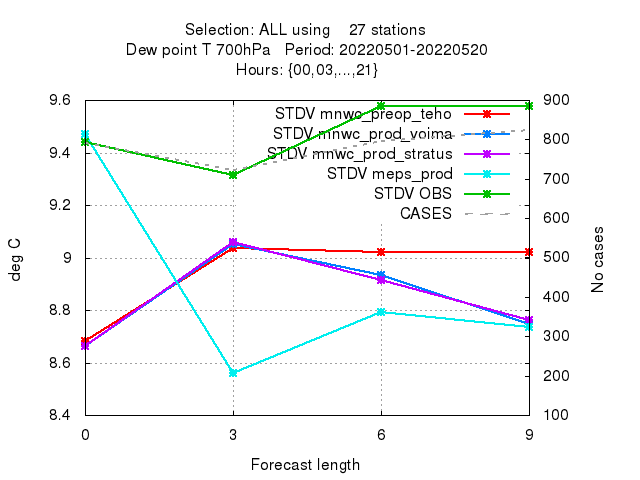 Selection: ALL using    27 stations
Dew point T 700hPa   Period: 20220501-20220520
Hours: {00,03,...,21}
9.6
9.4
9.2
9
8.8
8.6
8.4
900
800
700
600
500
400
300
200
100
STDV mnwc_preop_teho
STDV mnwc_prod_voima
STDV mnwc_prod_stratus
STDV meps_prod
STDV OBS
CASES
deg C
No cases
0 3 6 9
Forecast length